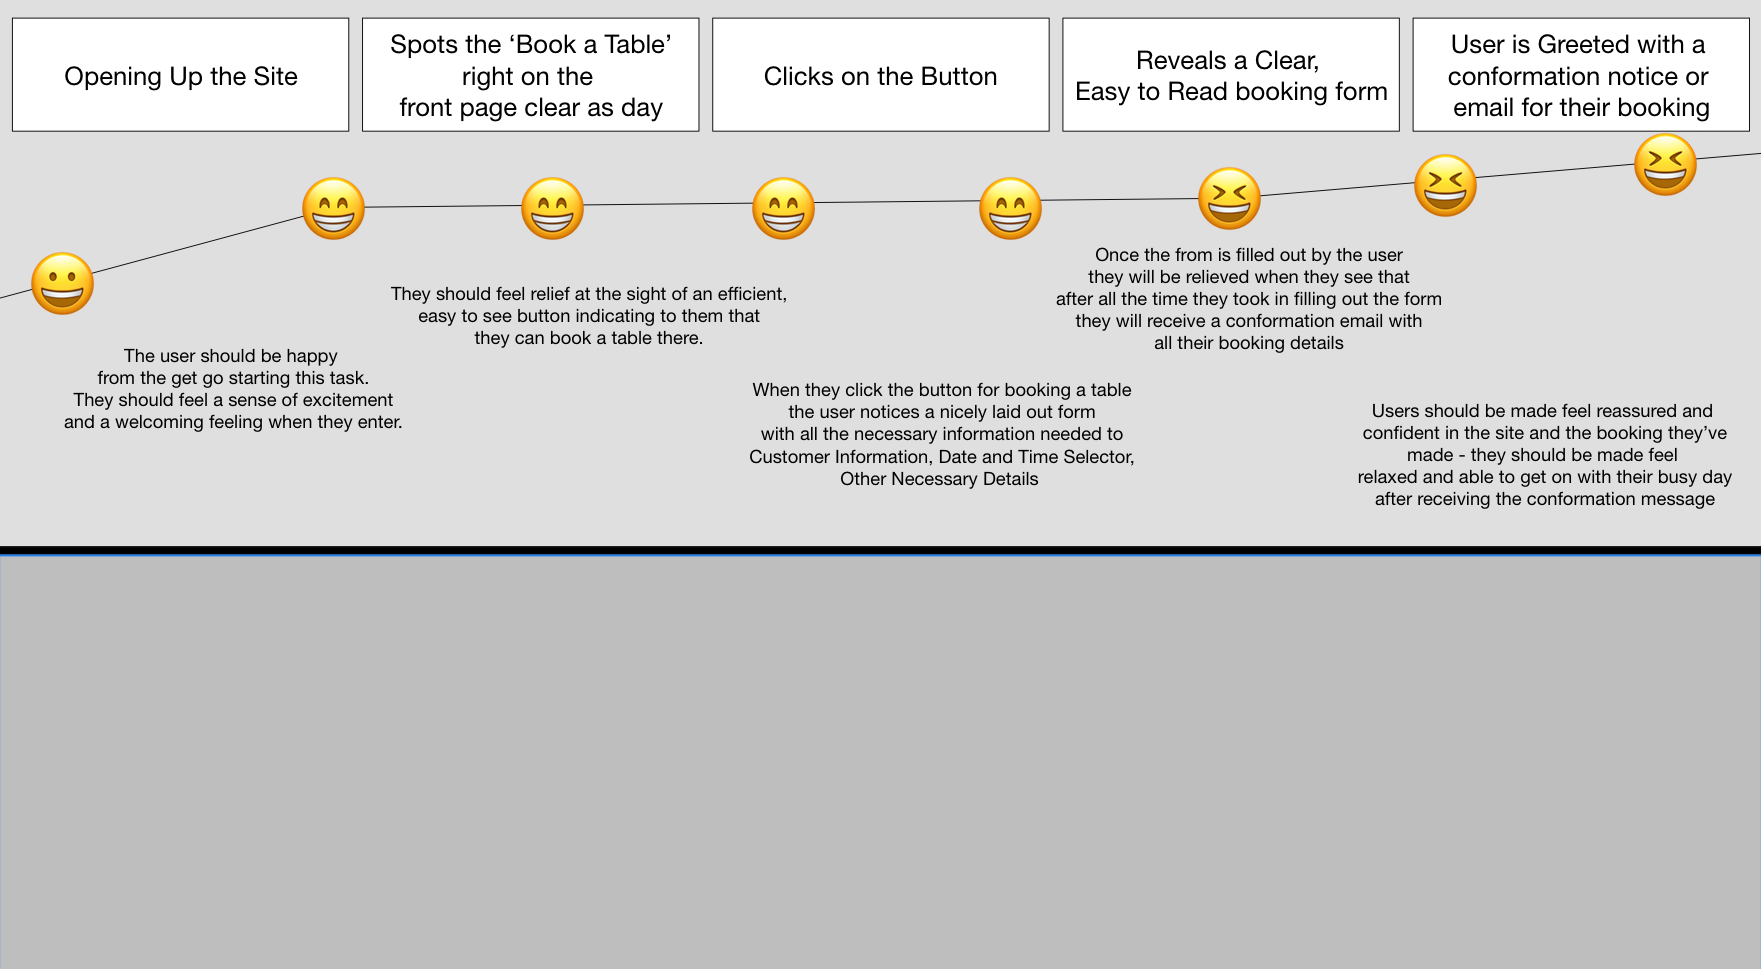 Opening Up the Site
Spots the ‘Book a Table’
right on the
front page clear as day
Clicks on the Button
Reveals a Clear,
Easy to Read booking form
User is Greeted with a
conformation notice or
email for their booking
The user should be happy
from the get go starting this task.
They should feel a sense of excitement
and a welcoming feeling when they enter.
They should feel relief at the sight of an efficient,
easy to see button indicating to them that
they can book a table there.
When they click the button for booking a table
the user notices a nicely laid out form
with all the necessary information needed to
Customer Information, Date and Time Selector,
Other Necessary Details
Once the from is filled out by the user
they will be relieved when they see that
after all the time they took in filling out the form
they will receive a conformation email with
all their booking details
Users should be made feel reassured and
confident in the site and the booking they’ve
made - they should be made feel
relaxed and able to get on with their busy day
after receiving the conformation message